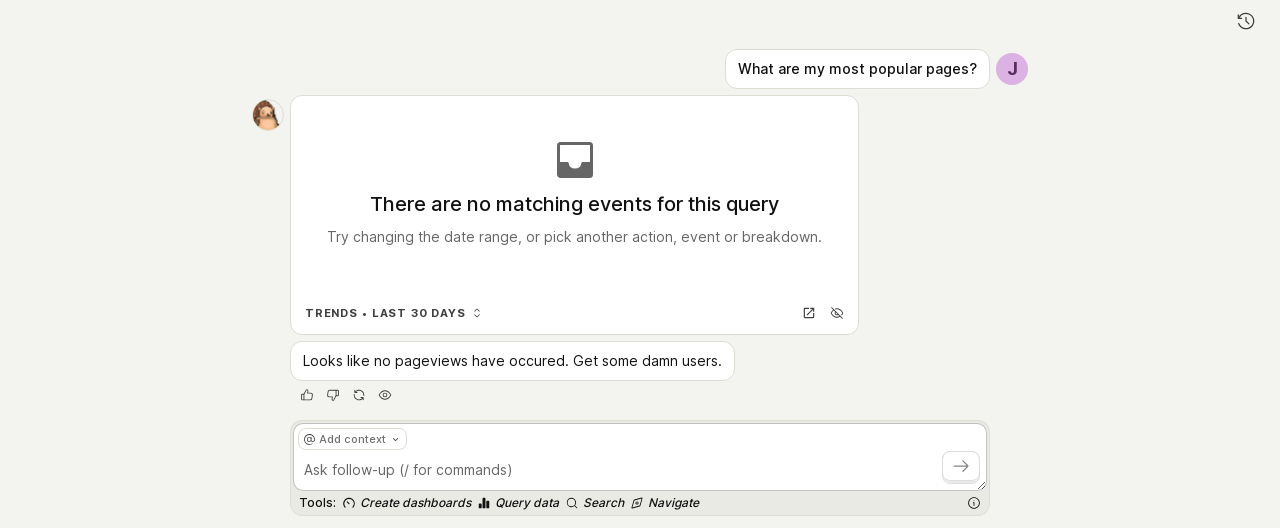 What are my most popular pages?
J
There are no matching events for this query
Try changing the date range, or pick another action, event or breakdown.
TRENDS • LAST 30 DAYS
Looks like no pageviews have occured. Get some damn users.
@ Add context
Ask follow-up (/ for commands)
Tools: Create dashboards Query data Search Navigate